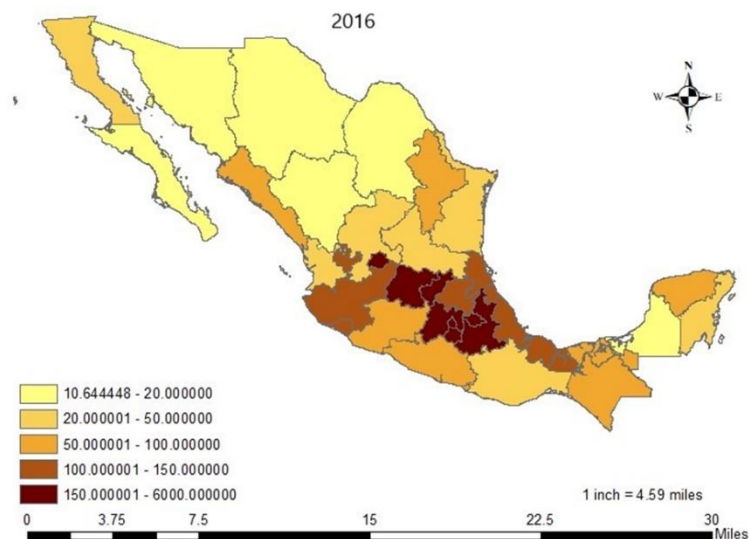 2016
N
W E
S
10.644448 - 20.000000
20.000001 - 50.000000
50.000001 - 100.000000
100.000001 - 150.000000
150.000001 - 6000.000000
1 inch = 4.59 miles
0 3.75 7.5 15 22.5 30
Miles